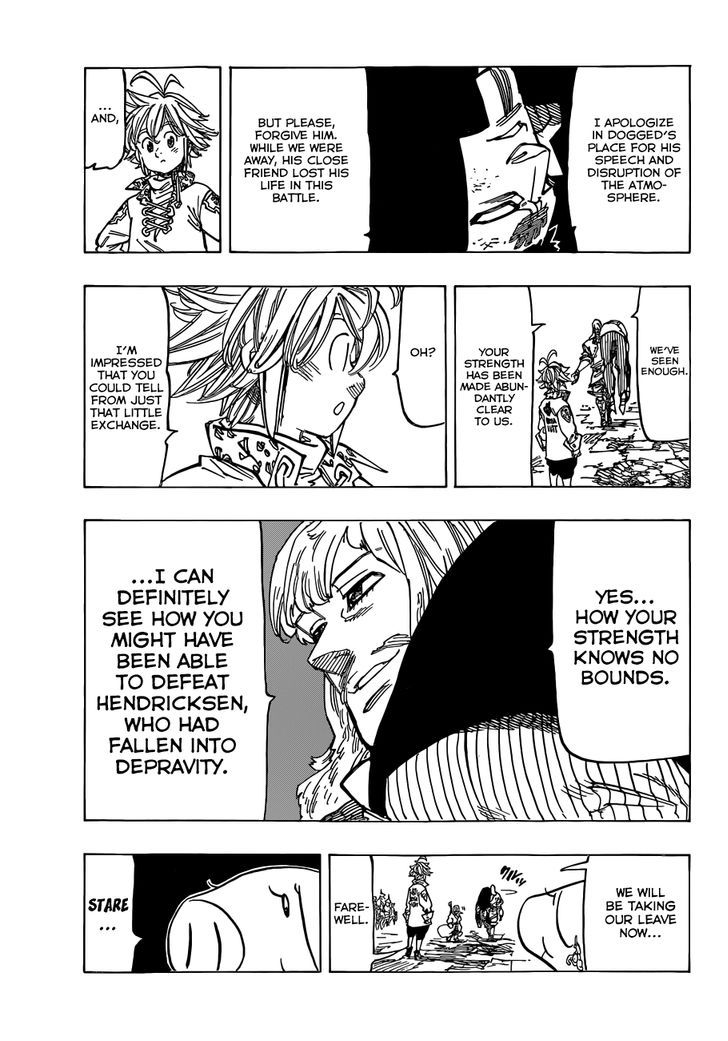 I APOLOGIZE
IN DOGGED'S
PLACE FOR HIS
SPEECH AND
DISRUPTION OF
THE ATMO-
SPHERE.
BUT PLEASE,
FORGIVE HIM.
WHILE WE WERE
AWAY, HIS CLOSE
FRIEND LOST HIS
LIFE IN THIS
BATTLE.
...
AND,
WE'VE
SEEN
ENOUGH.
YOUR
STRENGTH
HAS BEEN
MADE ABUN-
DANTLY
CLEAR
TO US.
OH?
I'M
IMPRESSED
THAT YOU
COULD TELL
FROM JUST
THAT LITTLE
EXCHANGE.
YES...
HOW YOUR
STRENGTH
KNOWS NO
BOUNDS.
...I CAN
DEFINITELY
SEE HOW YOU
MIGHT HAVE
BEEN ABLE
TO DEFEAT
HENDRICKSEN,
WHO HAD
FALLEN INTO
DEPRAVITY.
WE WILL
BE TAKING
OUR LEAVE
NOW...
FARE-
WELL.
STARE
...